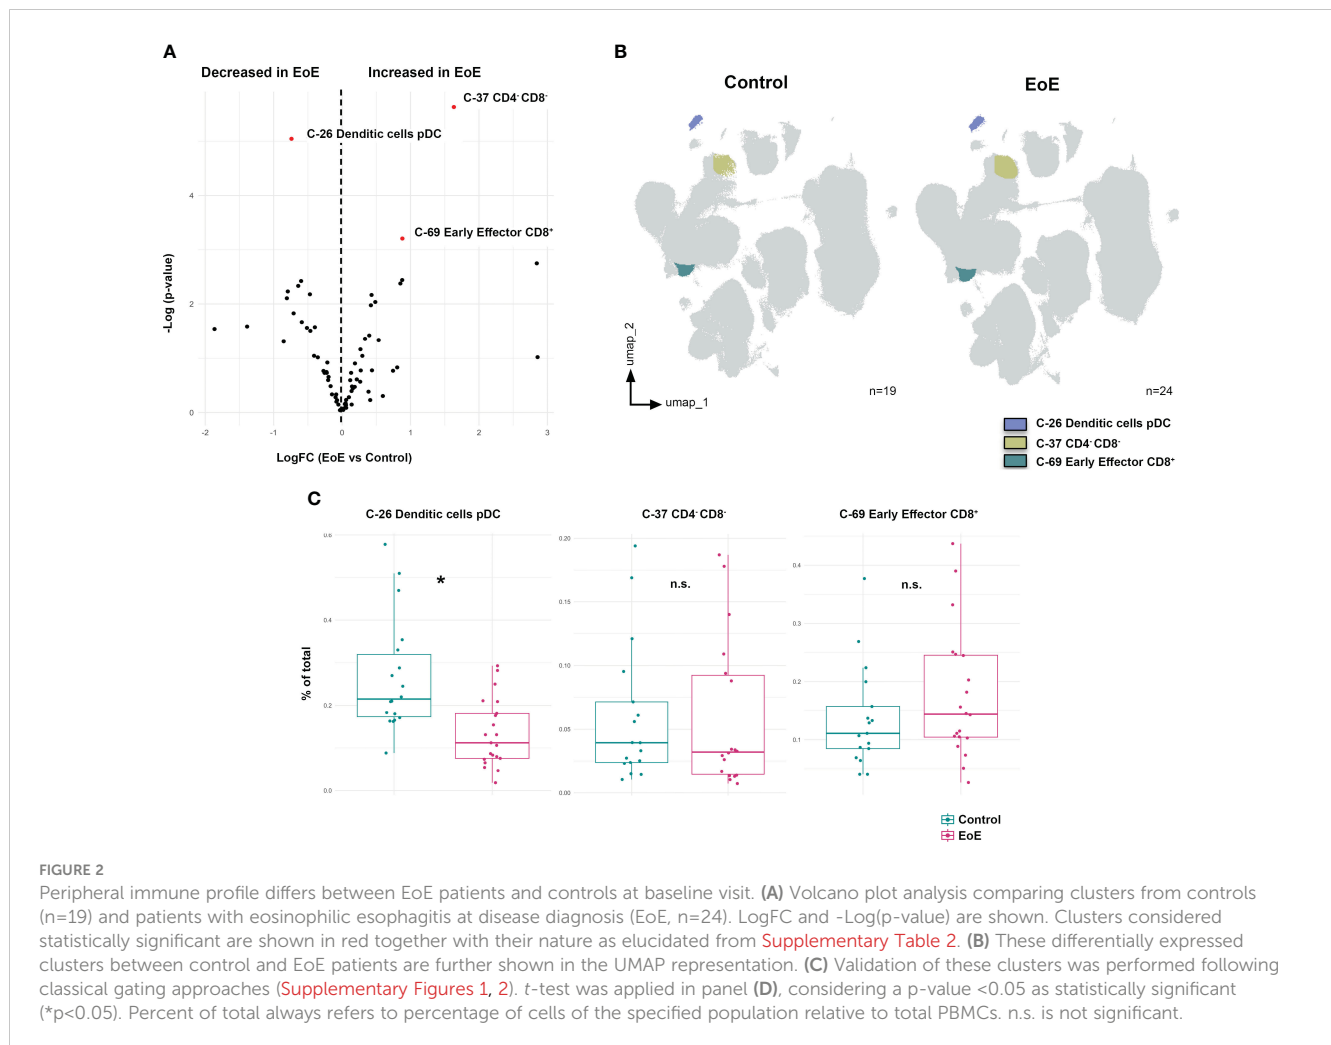 A
Decreased in EoE
Increased in EoE
C-37 CD4⁻CD8⁻
C-26 Denditic cells pDC
C-69 Early Effector CD8⁺
4
2
0
-Log (p-value)
-2
-1
0
1
2
3
LogFC (EoE vs Control)
B
Control
EoE
umap_2
umap_1
n=19
n=24
C-26 Denditic cells pDC
C-37 CD4⁻CD8⁻
C-69 Early Effector CD8⁺
C
C-26 Denditic cells pDC
C-37 CD4⁻CD8⁻
C-69 Early Effector CD8⁺
% of total
0.6
0.4
0.2
0.0
*
0.20
0.15
0.10
0.05
0.00
n.s.
0.4
0.3
0.2
0.1
n.s.
Control
EoE
FIGURE 2
Peripheral immune profile differs between EoE patients and controls at baseline visit. (A) Volcano plot analysis comparing clusters from controls
(n=19) and patients with eosinophilic esophagitis at disease diagnosis (EoE, n=24). LogFC and -Log(p-value) are shown. Clusters considered
statistically significant are shown in red together with their nature as elucidated from Supplementary Table 2. (B) These differentially expressed
clusters between control and EoE patients are further shown in the UMAP representation. (C) Validation of these clusters was performed following
classical gating approaches (Supplementary Figures 1, 2). t-test was applied in panel (D), considering a p-value <0.05 as statistically significant
(*p<0.05). Percent of total always refers to percentage of cells of the specified population relative to total PBMCs. n.s. is not significant.